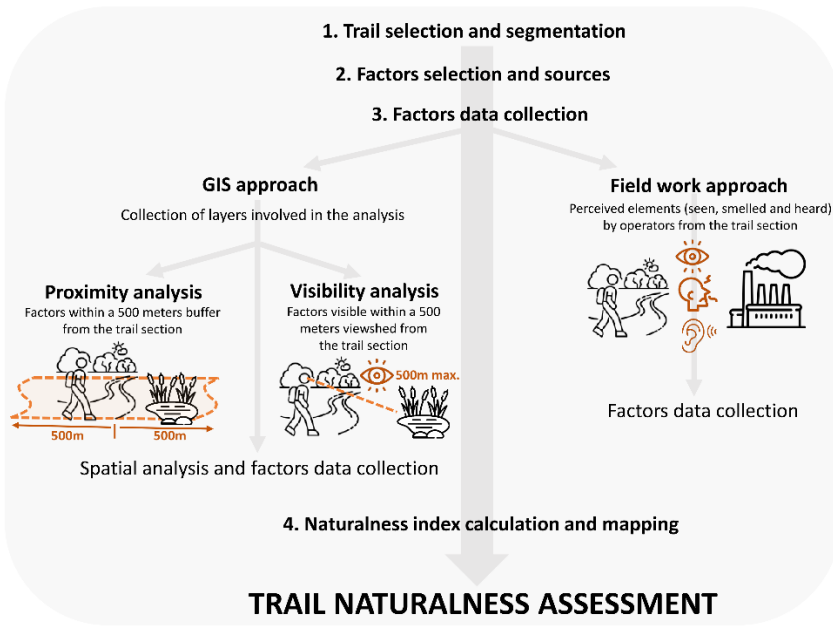 1. Trail selection and segmentation
2. Factors selection and sources
3. Factors data collection
GIS approach
Collection of layers involved in the analysis
Proximity analysis
Factors within a 500 meters buffer
from the trail section
500m
500m
Visibility analysis
Factors visible within a 500
meters viewshed from
the trail section
500m max.
Spatial analysis and factors data collection
Field work approach
Perceived elements (seen, smelled and heard)
by operators from the trail section
Factors data collection
4. Naturalness index calculation and mapping
TRAIL NATURALNESS ASSESSMENT